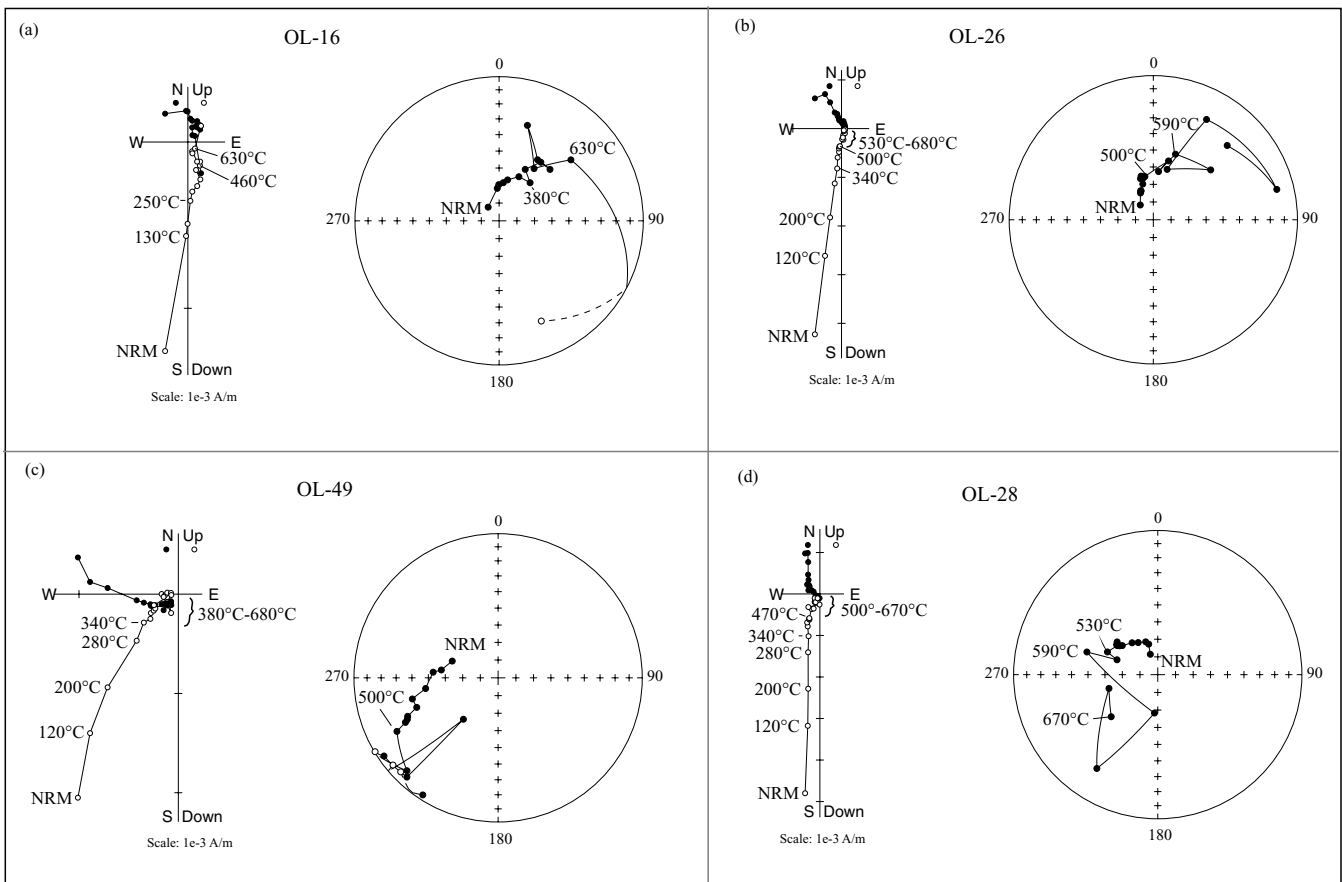 (a)
OL-16
N Up
W E
630°C
460°C
250°C
130°C
NRM
S Down
Scale: 1e-3 A/m
0
630°C
380°C
NRM
270
90
180
(b)
OL-26
N Up
W E
530°C-680°C
500°C
340°C
200°C
120°C
NRM
S Down
Scale: 1e-3 A/m
0
590°C
500°C
NRM
270
90
180
(c)
OL-49
N Up
W E
380°C-680°C
340°C
280°C
200°C
120°C
NRM
S Down
Scale: 1e-3 A/m
0
NRM
270
90
500°C
180
(d)
OL-28
N Up
W E
470°C
500°-670°C
340°C
280°C
200°C
120°C
NRM
S Down
Scale: 1e-3 A/m
0
530°C
590°C
NRM
270
90
670°C
180